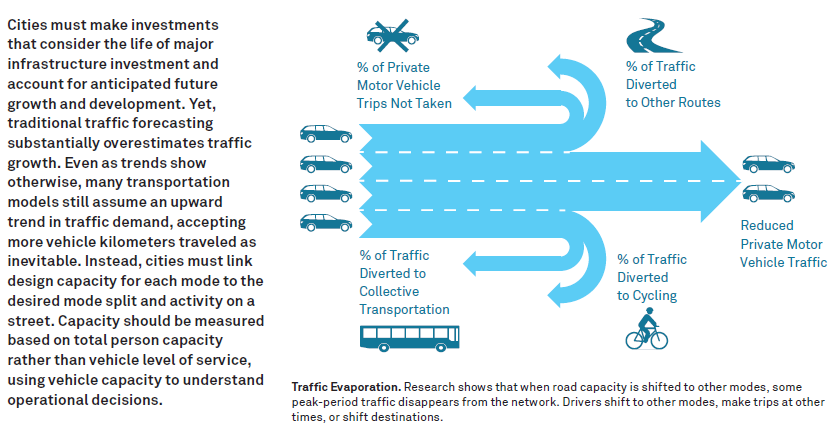 Cities must make investments
that consider the life of major
infrastructure investment and
account for anticipated future
growth and development. Yet,
traditional traffic forecasting
substantially overestimates traffic
growth. Even as trends show
otherwise, many transportation
models still assume an upward
trend in traffic demand, accepting
more vehicle kilometers traveled as
inevitable. Instead, cities must link
design capacity for each mode to the
desired mode split and activity on a
street. Capacity should be measured
based on total person capacity
rather than vehicle level of service,
using vehicle capacity to understand
operational decisions.
% of Private
Motor Vehicle
Trips Not Taken
% of Traffic
Diverted
to Other Routes
% of Traffic
Diverted to
Collective
Transportation
% of Traffic
Diverted
to Cycling
Reduced
Private Motor
Vehicle Traffic
Traffic Evaporation. Research shows that when road capacity is shifted to other modes, some
peak-period traffic disappears from the network. Drivers shift to other modes, make trips at other
times, or shift destinations.